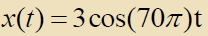 x(t) = 3cos(70π)t